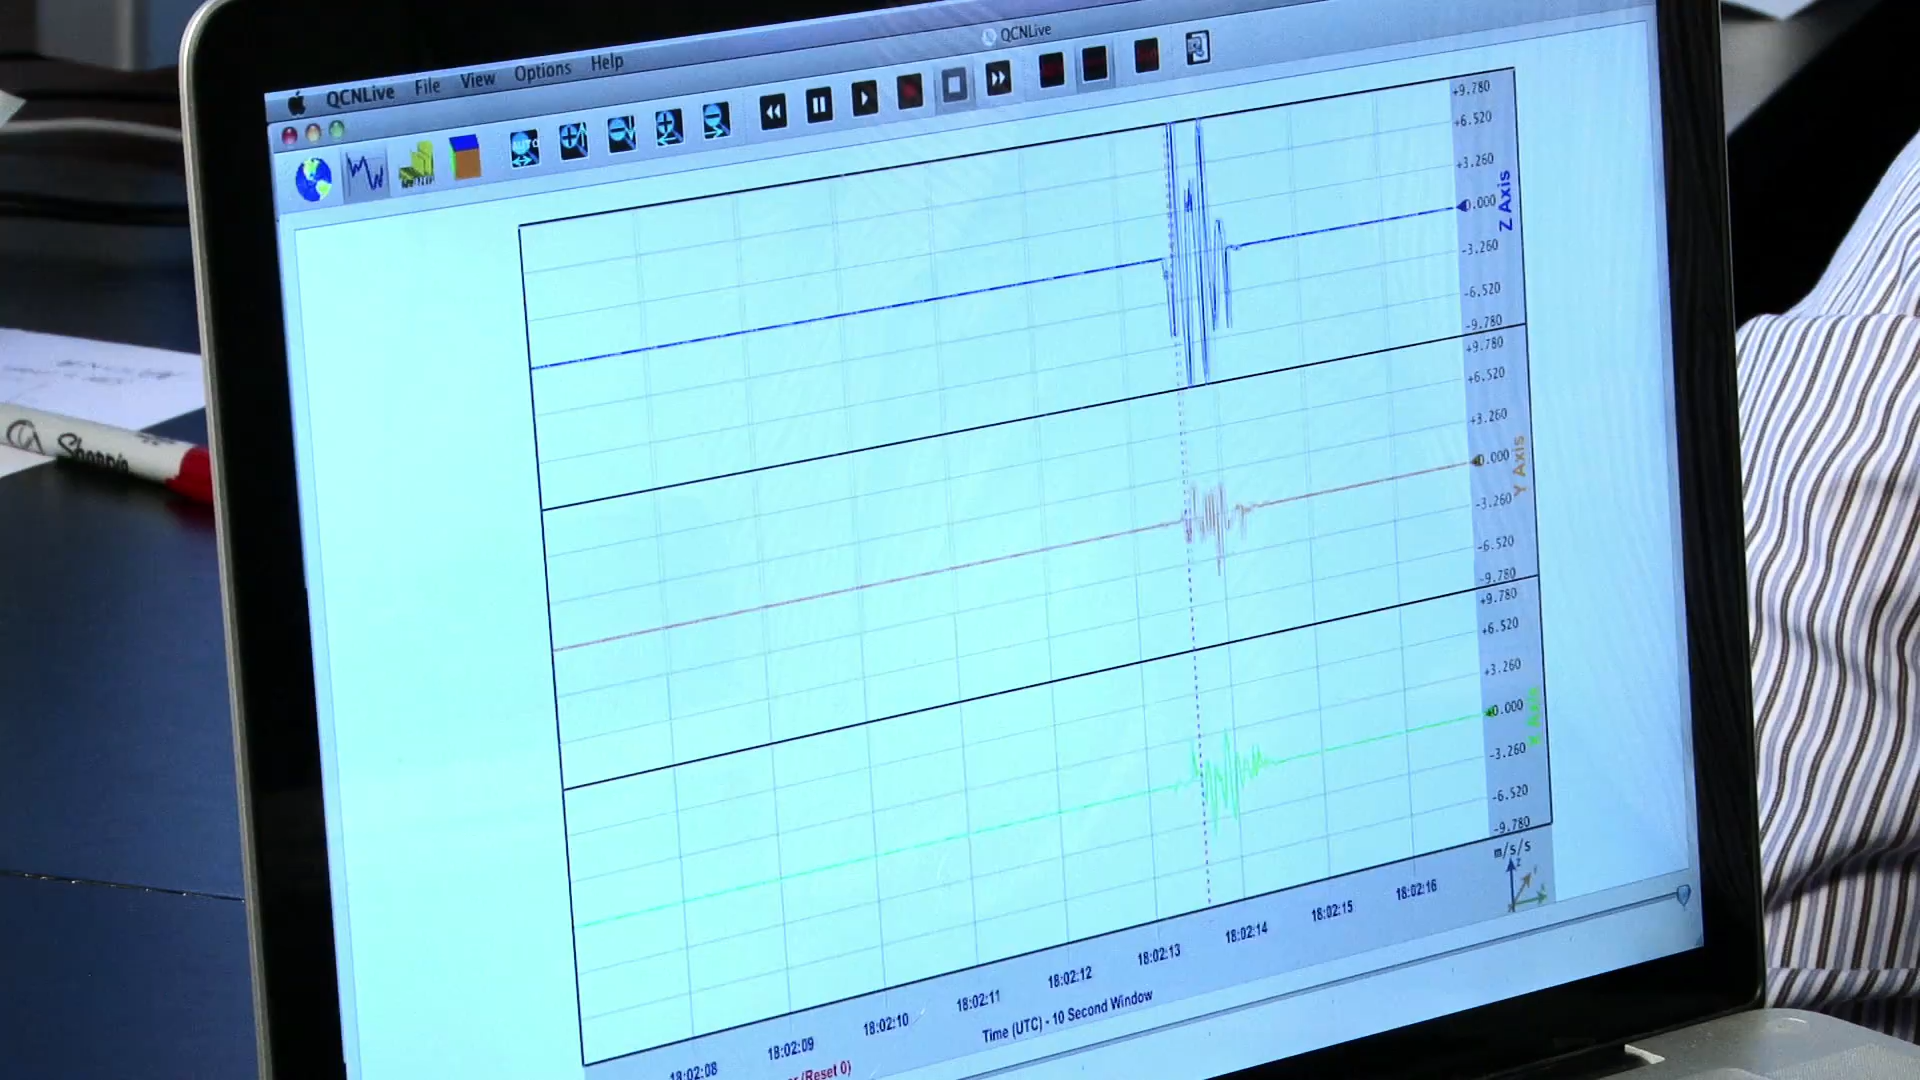 QCNLive
QCNLive File View Options Help
AUTO
+9.780
+6.520
+3.260
0.000
-3.260
-6.520
-9.780
Z Axis
+9.780
+6.520
+3.260
0.000
-3.260
-6.520
-9.780
Y Axis
+9.780
+6.520
+3.260
0.000
-3.260
-6.520
-9.780
X Axis
m/s/s
Z
18:02:08 18:02:09 18:02:10 18:02:11 18:02:12 18:02:13 18:02:14 18:02:15 18:02:16
Time (UTC) - 10 Second Window
(Reset 0)
Sharpie